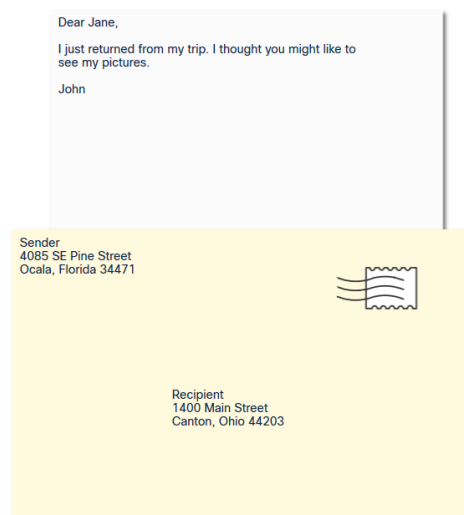 Dear Jane,
I just returned from my trip. I thought you might like to
see my pictures.
John
Sender
4085 SE Pine Street
Ocala, Florida 34471
Recipient
1400 Main Street
Canton, Ohio 44203